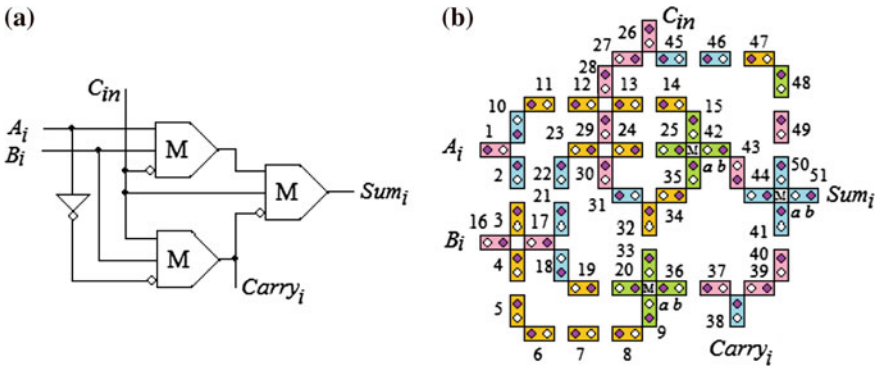 (a)
C_in
A_i
B_i
M
M
M
Sum_i
Carry_i
(b)
26 C_in
27 45 46 47
28 48
11 12 13 14
10 15
1 23 29 24 25 42 49
A_i M 43
2 22 30 35 a b 44 50 51
21 31 M Sum_i
3 32 34 41 a b
16 17
B_i 33 40
4 18 19 20 36 37 39
5 M
a b 38
6 7 8 9
Carry_i